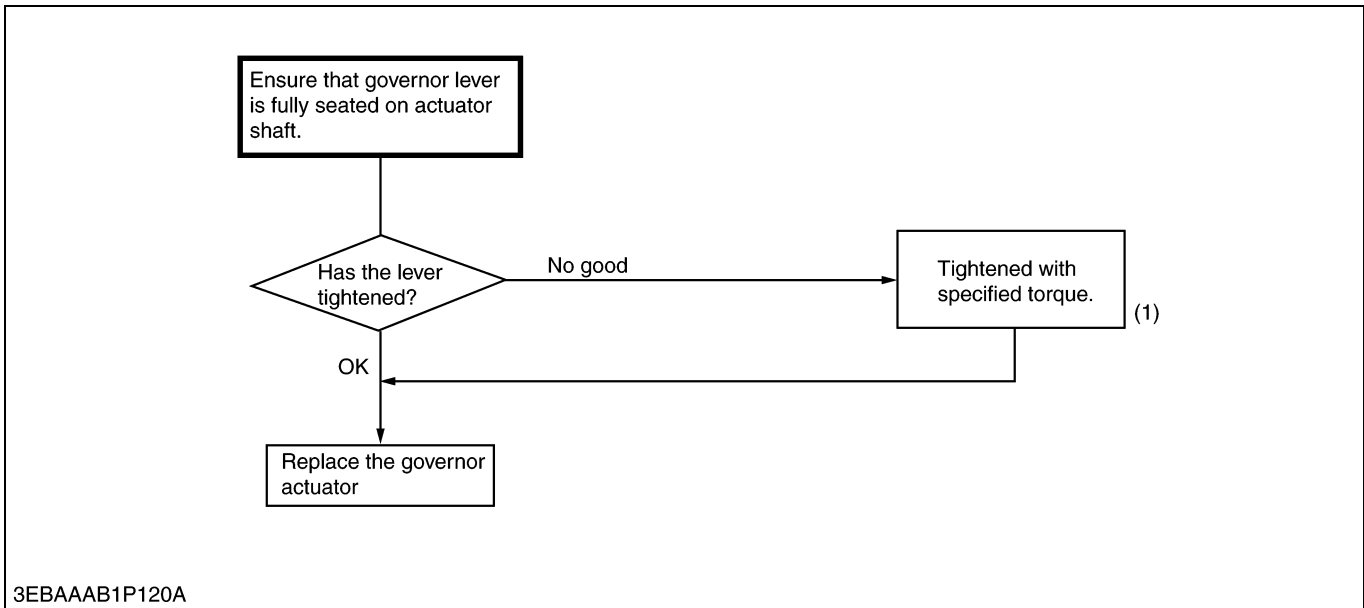 Ensure that governor lever
is fully seated on actuator
shaft.
Has the lever
tightened?
No good
Tightened with
specified torque.
(1)
OK
Replace the governor
actuator
3EBAAAB1P120A